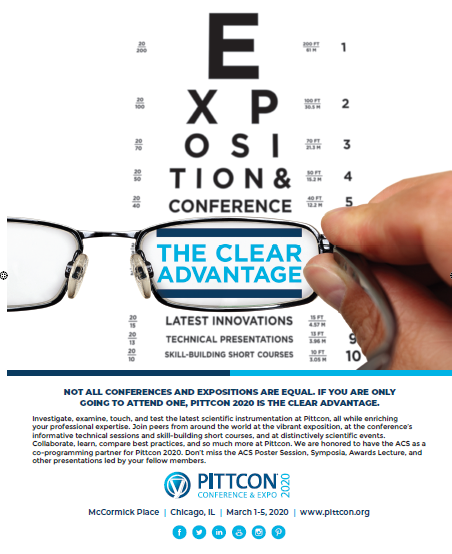 E
20
200
200 FT
61 M
1
X P
20
100
100 FT
30.5 M
2
O S I
20
70
70 FT
21.3 M
3
TION&
20
50
50 FT
15.2 M
4
CONFERENCE
20
40
40 FT
12.2 M
5
THE CLEAR
ADVANTAGE
20
15
LATEST INNOVATIONS
15 FT
4.57 M
20
13
TECHNICAL PRESENTATIONS
13 FT
3.96 M
9
20
10
SKILL-BUILDING SHORT COURSES
10 FT
3.05 M
10
NOT ALL CONFERENCES AND EXPOSITIONS ARE EQUAL. IF YOU ARE ONLY
GOING TO ATTEND ONE, PITTCON 2020 IS THE CLEAR ADVANTAGE.
Investigate, examine, touch, and test the latest scientific instrumentation at Pittcon, all while enriching
your professional expertise. Join peers from around the world at the vibrant exposition, at the conference's
informative technical sessions and skill-building short courses, and at distinctively scientific events.
Collaborate, learn, compare best practices, and so much more at Pittcon. We are honored to have the ACS as a
co-programming partner for Pittcon 2020. Don't miss the ACS Poster Session, Symposia, Awards Lecture, and
other presentations led by your fellow members.
PITTCON
CONFERENCE & EXPO
2020
McCormick Place | Chicago, IL | March 1-5, 2020 | www.pittcon.org